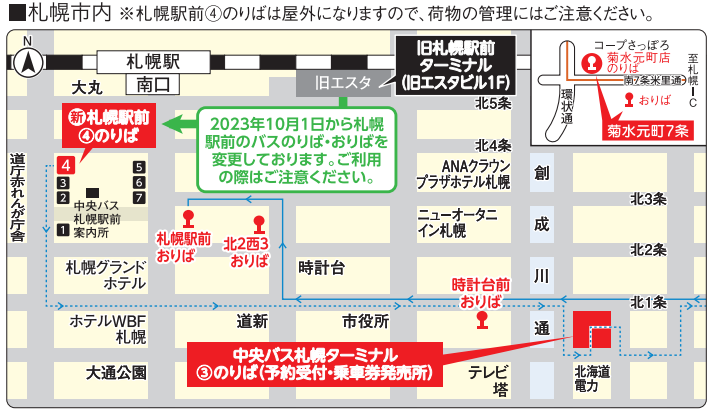 ■札幌市内 ※札幌駅前④のりばは屋外になりますので、荷物の管理にはご注意ください。
N
札幌駅
大丸
南口
旧エスタ
旧札幌駅前
ターミナル
(旧エスタビル1F)
コープさっぽろ
菊水元町店
のりば
至札幌IC
南7条米里通
環状通
おりば
菊水元町7条
新札幌駅前
④のりば
2023年10月1日から札幌
駅前のバスのりば・おりばを
変更しております。ご利用
の際はご注意ください。
北5条
北4条
道庁赤れんが庁舎
4
3
2
1
5
6
7
中央バス
札幌駅前
案内所
ANAクラウン
プラザホテル札幌
創成川通
北3条
札幌駅前
おりば
北2西3
おりば
ニューオータニ
イン札幌
北2条
札幌グランド
ホテル
時計台
時計台前
おりば
北1条
ホテルWBF
札幌
道新
市役所
中央バス札幌ターミナル
③のりば(予約受付・乗車券発売所)
大通公園
テレビ
塔
北海道
電力